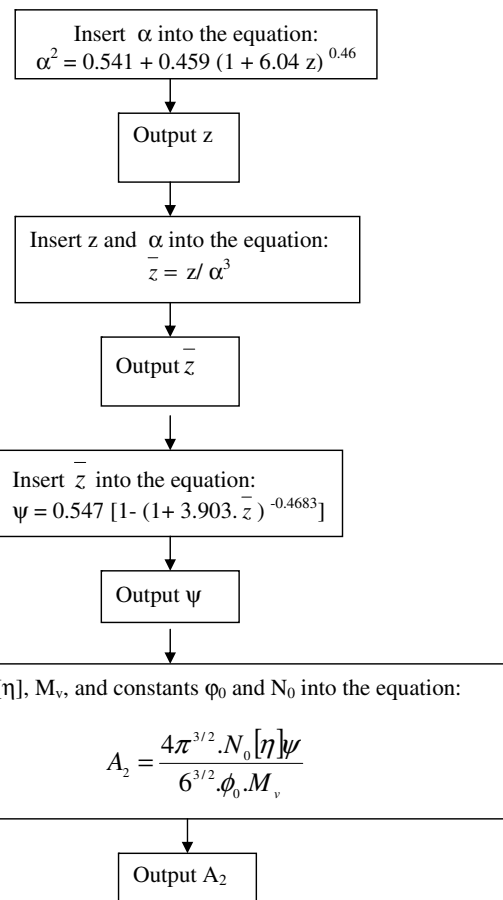 Insert α into the equation:
α² = 0.541 + 0.459 (1 + 6.04 z) ^0.46
Output z
Insert z and α into the equation:
z̄ = z/ α³
Output z̄
Insert z̄ into the equation:
ψ = 0.547 [1- (1+ 3.903. z̄ ) ^-0.4683]
Output ψ
[η], Mᵥ, and constants φ₀ and N₀ into the equation:
A₂ = 4π^3/2 . N₀[η]ψ / 6^3/2 . ϕ₀ . Mᵥ
Output A₂